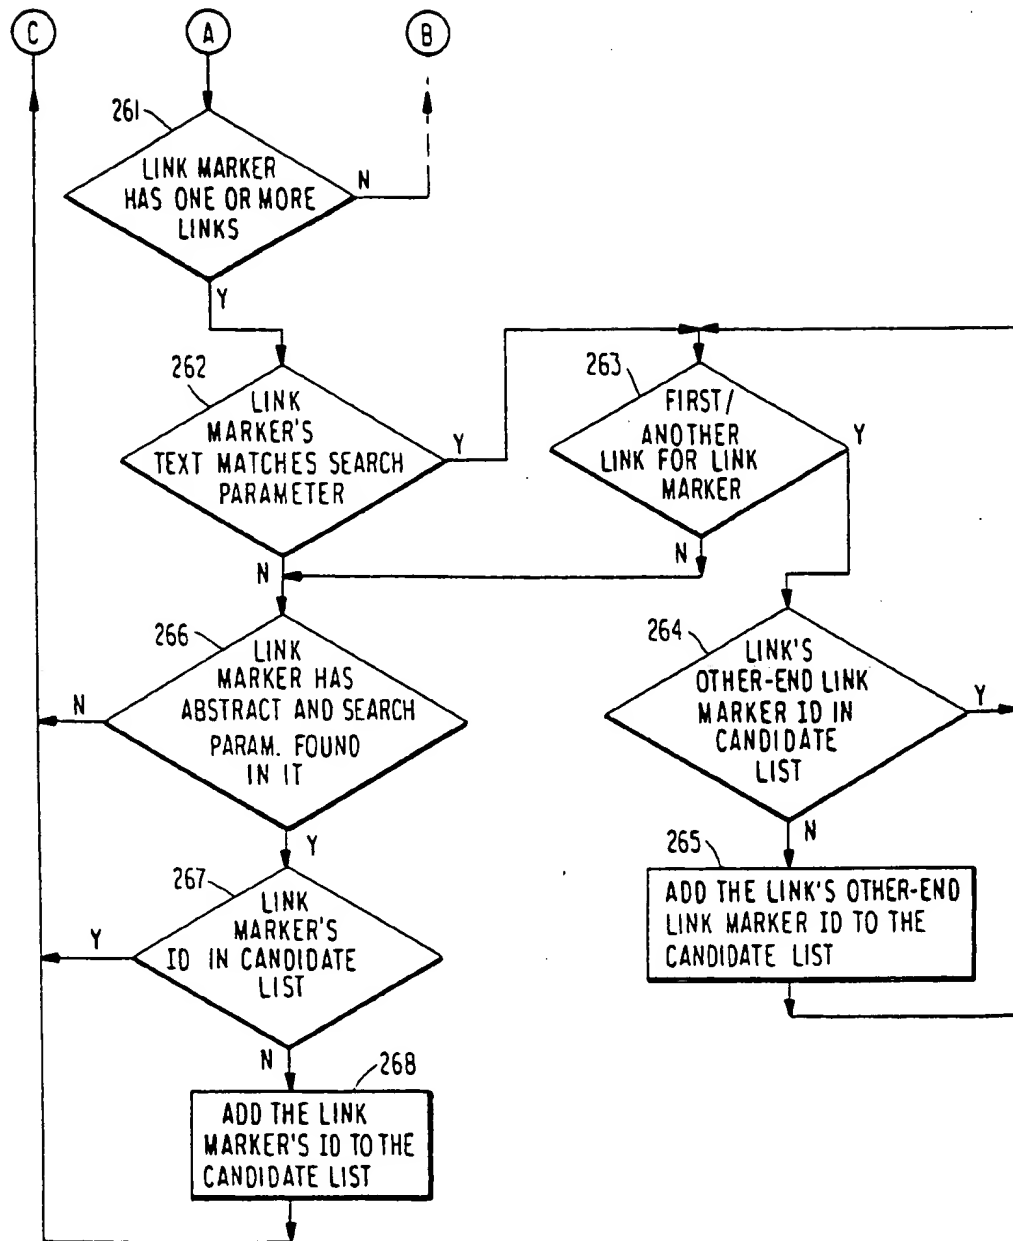 C
A
B
261
LINK MARKER
HAS ONE OR MORE
LINKS
N
Y
262
LINK
MARKER'S
TEXT MATCHES SEARCH
PARAMETER
Y
N
263
FIRST/
ANOTHER
LINK FOR LINK
MARKER
Y
N
266
LINK
MARKER HAS
ABSTRACT AND SEARCH
PARAM. FOUND
IN IT
N
Y
264
LINK'S
OTHER-END LINK
MARKER ID IN
CANDIDATE
LIST
Y
N
265
ADD THE LINK'S OTHER-END
LINK MARKER ID TO THE
CANDIDATE LIST
267
LINK
MARKER'S
ID IN CANDIDATE
LIST
Y
N
268
ADD THE LINK
MARKER'S ID TO THE
CANDIDATE LIST